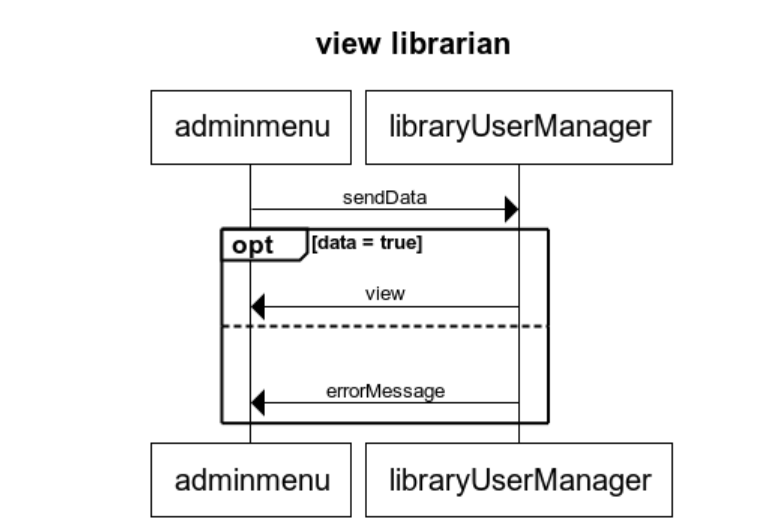 view librarian
adminmenu libraryUserManager
sendData
opt [data = true]
view
errorMessage
adminmenu libraryUserManager